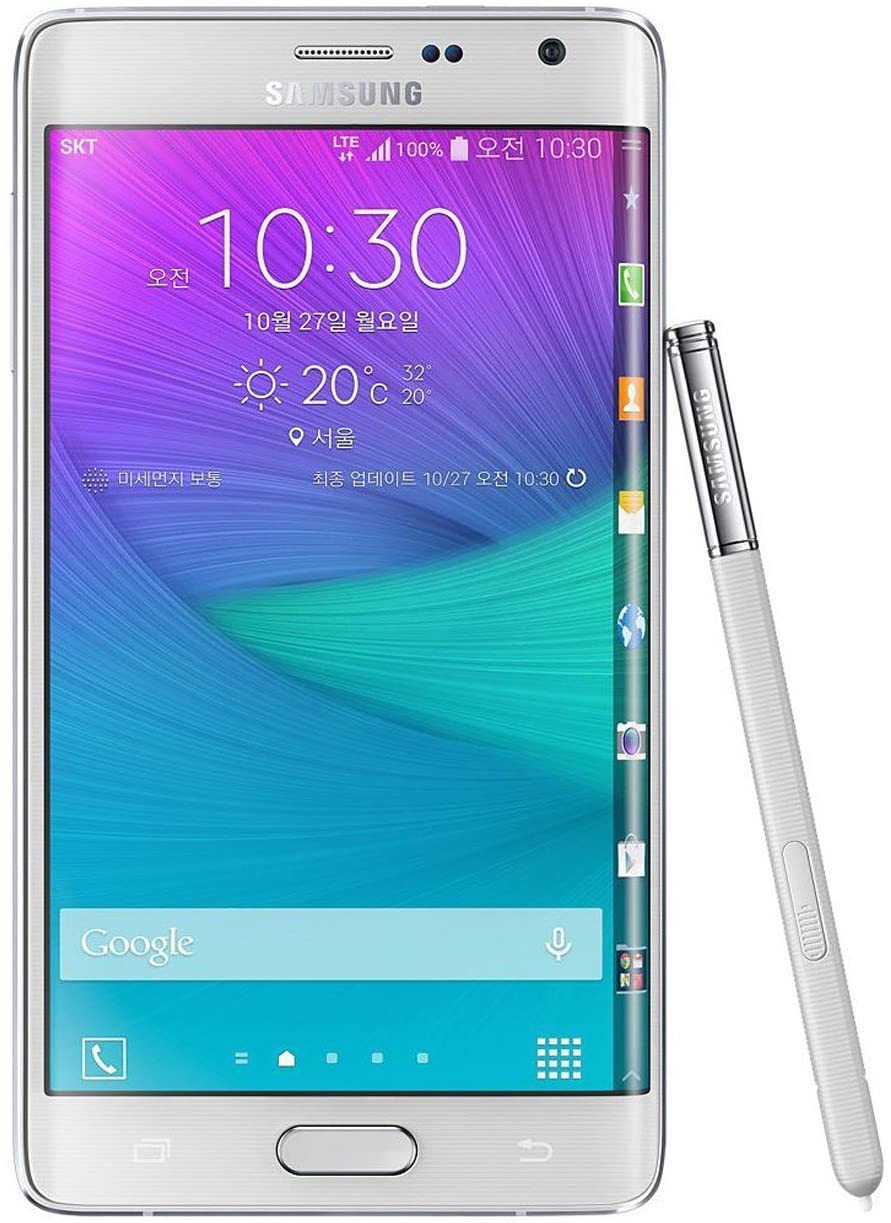 SAMSUNG
SKT LTE 100% 오전 10:30
오전 10:30
10월 27일 월요일
20°C 32° 20°
서울
미세먼지 보통 최종 업데이트 10/27 오전 10:30
SAMSUNG
Google